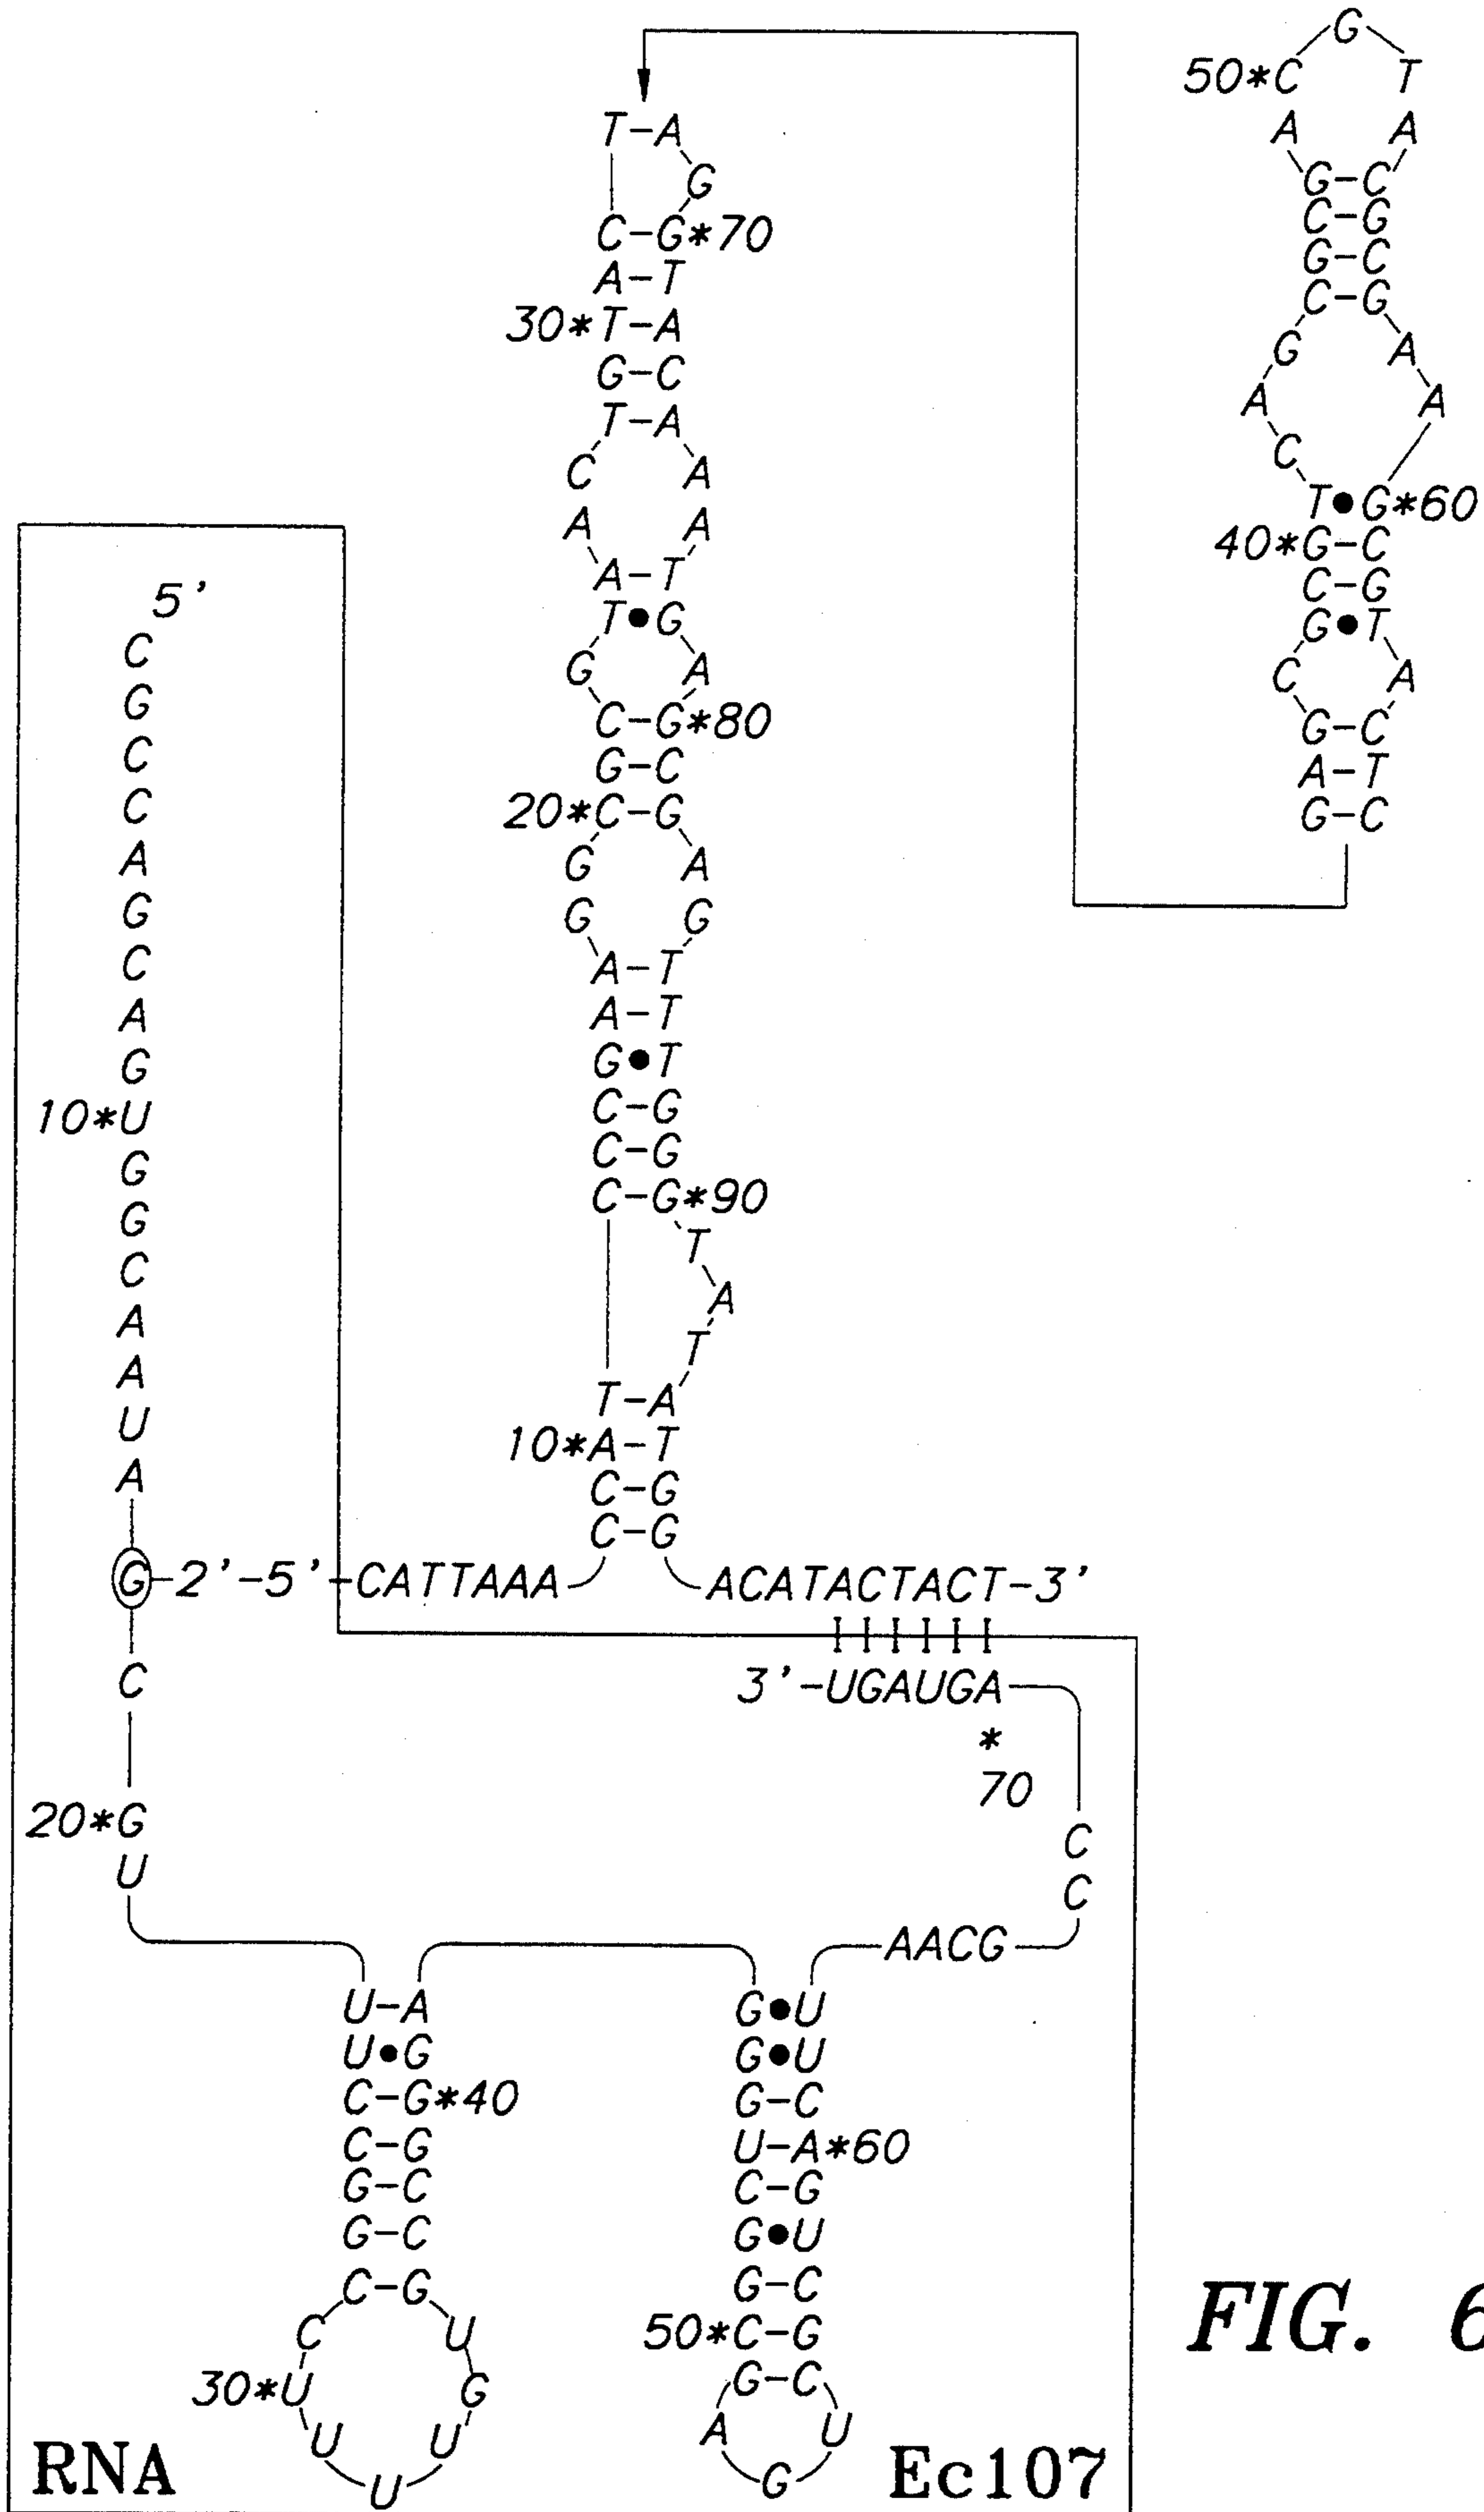 G
50*C T
A A
T-A
G-C
G
C-G
C-G*70
G-C
A-T
C-G
30*T-A
G A
G-C
A A
T-A
C
C A
T●G*60
A A
40*G-C
A-T
C-G
5'
T●G
G●T
C
G A
C A
G
C-G*80
G-C
C
G-C
A-T
C
20*C-G
G-C
A
G A
G
G G
C
A-T
A
A-T
G
G●T
10*U
C-G
G
C-G
G
C-G*90
C
T
A
A
A
T
U
T-A
A
10*A-T
C-G
C-G
G-2'-5'-CATTAAA ACATACTACT-3'
C
3'-UGAUGA
*
70
20*G
C
U
C
AACG
U-A G●U
U●G G●U
C-G*40 G-C
C-G U-A*60
G-C C-G
G-C G●U
C-G G-C
C U 50*C-G
30*U G G-C
U U A U
U G
RNA Ec107
FIG. 6